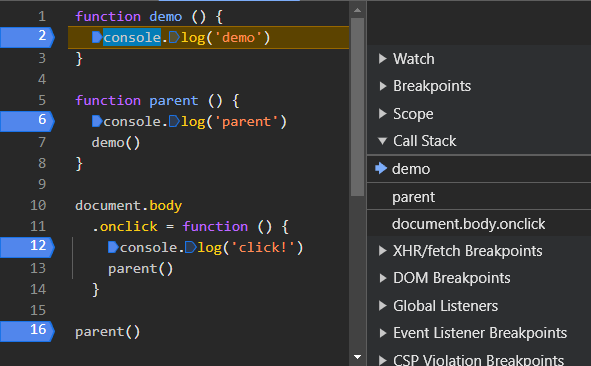 1 function demo () {
2 console.log('demo')
3 }
4
5 function parent () {
6 console.log('parent')
7 demo()
8 }
9
10 document.body
11 .onclick = function () {
12 console.log('click!')
13 parent()
14 }
15
16 parent()
Watch
Breakpoints
Scope
Call Stack
demo
parent
document.body.onclick
XHR/fetch Breakpoints
DOM Breakpoints
Global Listeners
Event Listener Breakpoints
CSP Violation Breakpoints